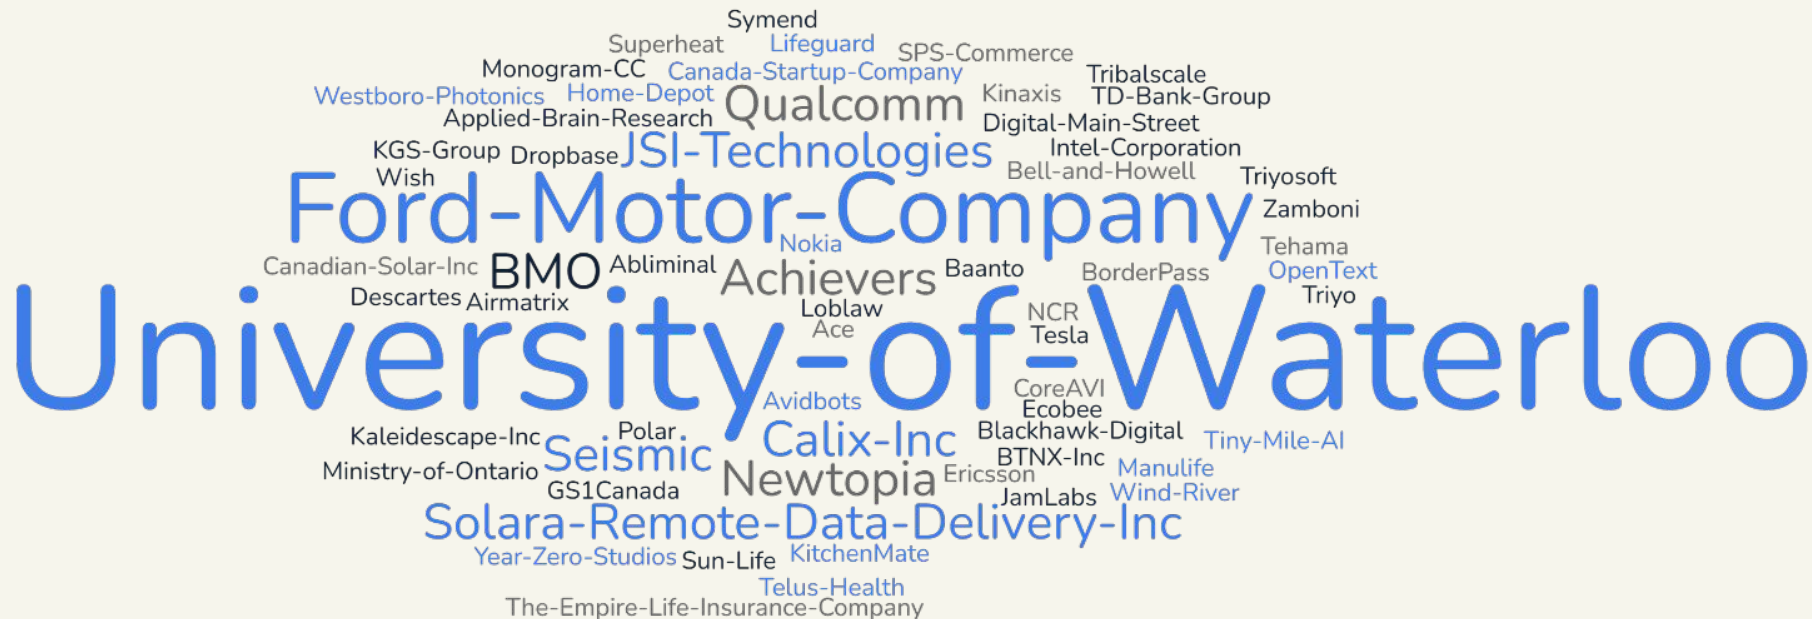 Symend
Superheat Lifeguard SPS-Commerce
Monogram-CC Canada-Startup-Company Tribalscale
Westboro-Photonics Home-Depot Qualcomm Kinaxis TD-Bank-Group
Applied-Brain-Research Digital-Main-Street
KGS-Group Dropbase JSI-Technologies Intel-Corporation
Wish Bell-and-Howell Triyosoft
Ford-Motor-Company Zamboni
Nokia Tehama
Canadian-Solar-Inc BMO Abliminal Achievers Baanto BorderPass OpenText
Descartes Airmatrix Loblaw NCR Triyo
Ace Tesla
University-of-Waterloo
CoreAVI
Avidbots Ecobee
Kaleidescape-Inc Polar Calix-Inc Blackhawk-Digital Tiny-Mile-AI
Seismic BTNX-Inc Manulife
Ministry-of-Ontario Newtopia Ericsson
GS1Canada JamLabs Wind-River
Solara-Remote-Data-Delivery-Inc
Year-Zero-Studios Sun-Life KitchenMate
Telus-Health
The-Empire-Life-Insurance-Company